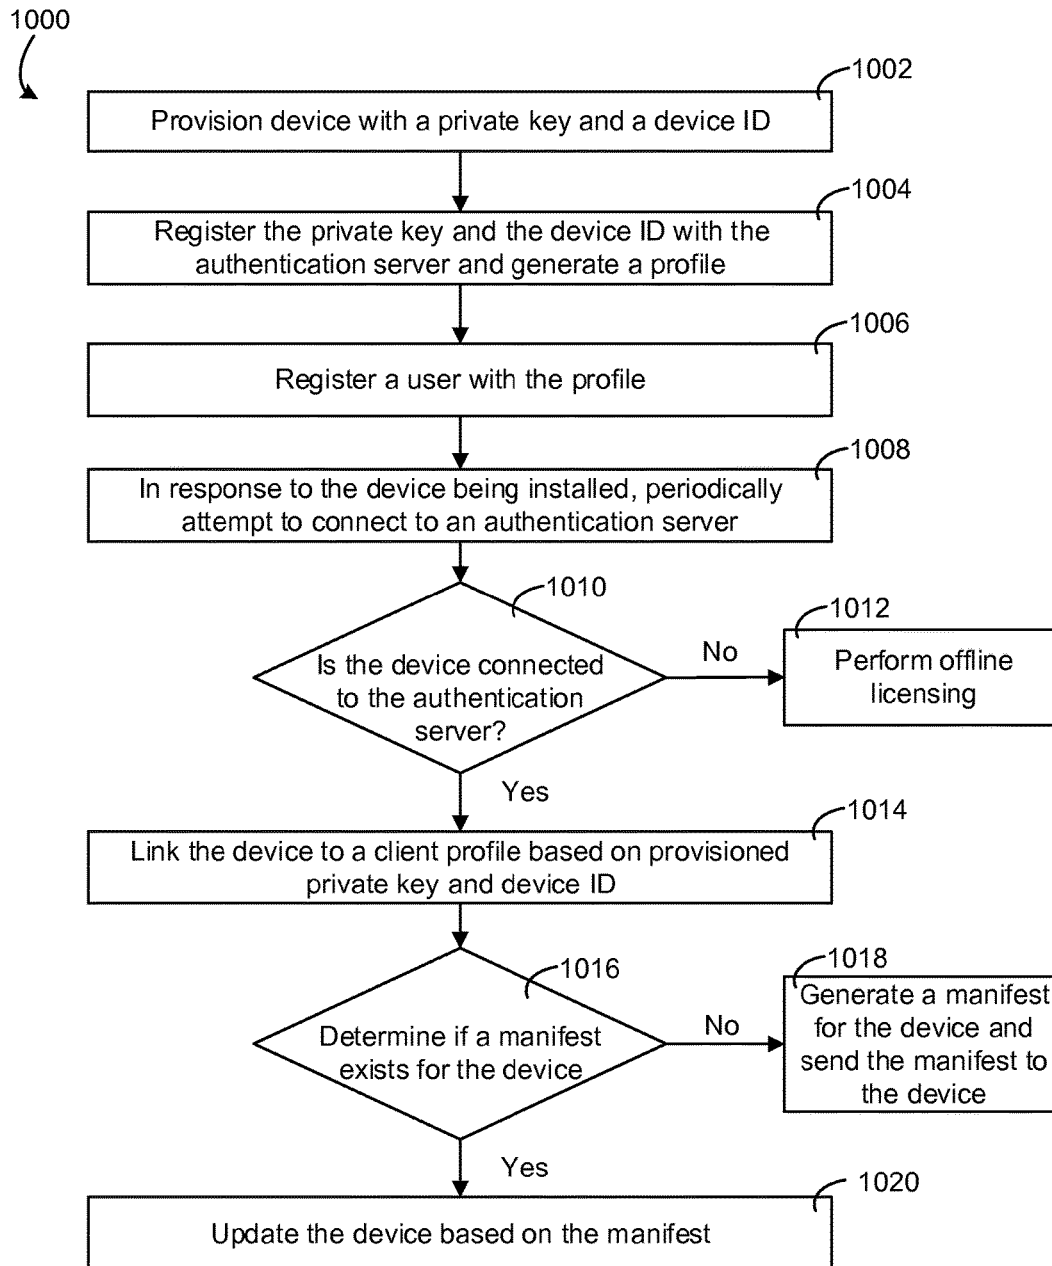 1000
1002
Provision device with a private key and a device ID
1004
Register the private key and the device ID with the
authentication server and generate a profile
1006
Register a user with the profile
1008
In response to the device being installed, periodically
attempt to connect to an authentication server
1010
Is the device connected
to the authentication
server?
No
1012
Perform offline
licensing
Yes
1014
Link the device to a client profile based on provisioned
private key and device ID
1016
Determine if a manifest
exists for the device
No
1018
Generate a manifest
for the device and
send the manifest to
the device
Yes
1020
Update the device based on the manifest